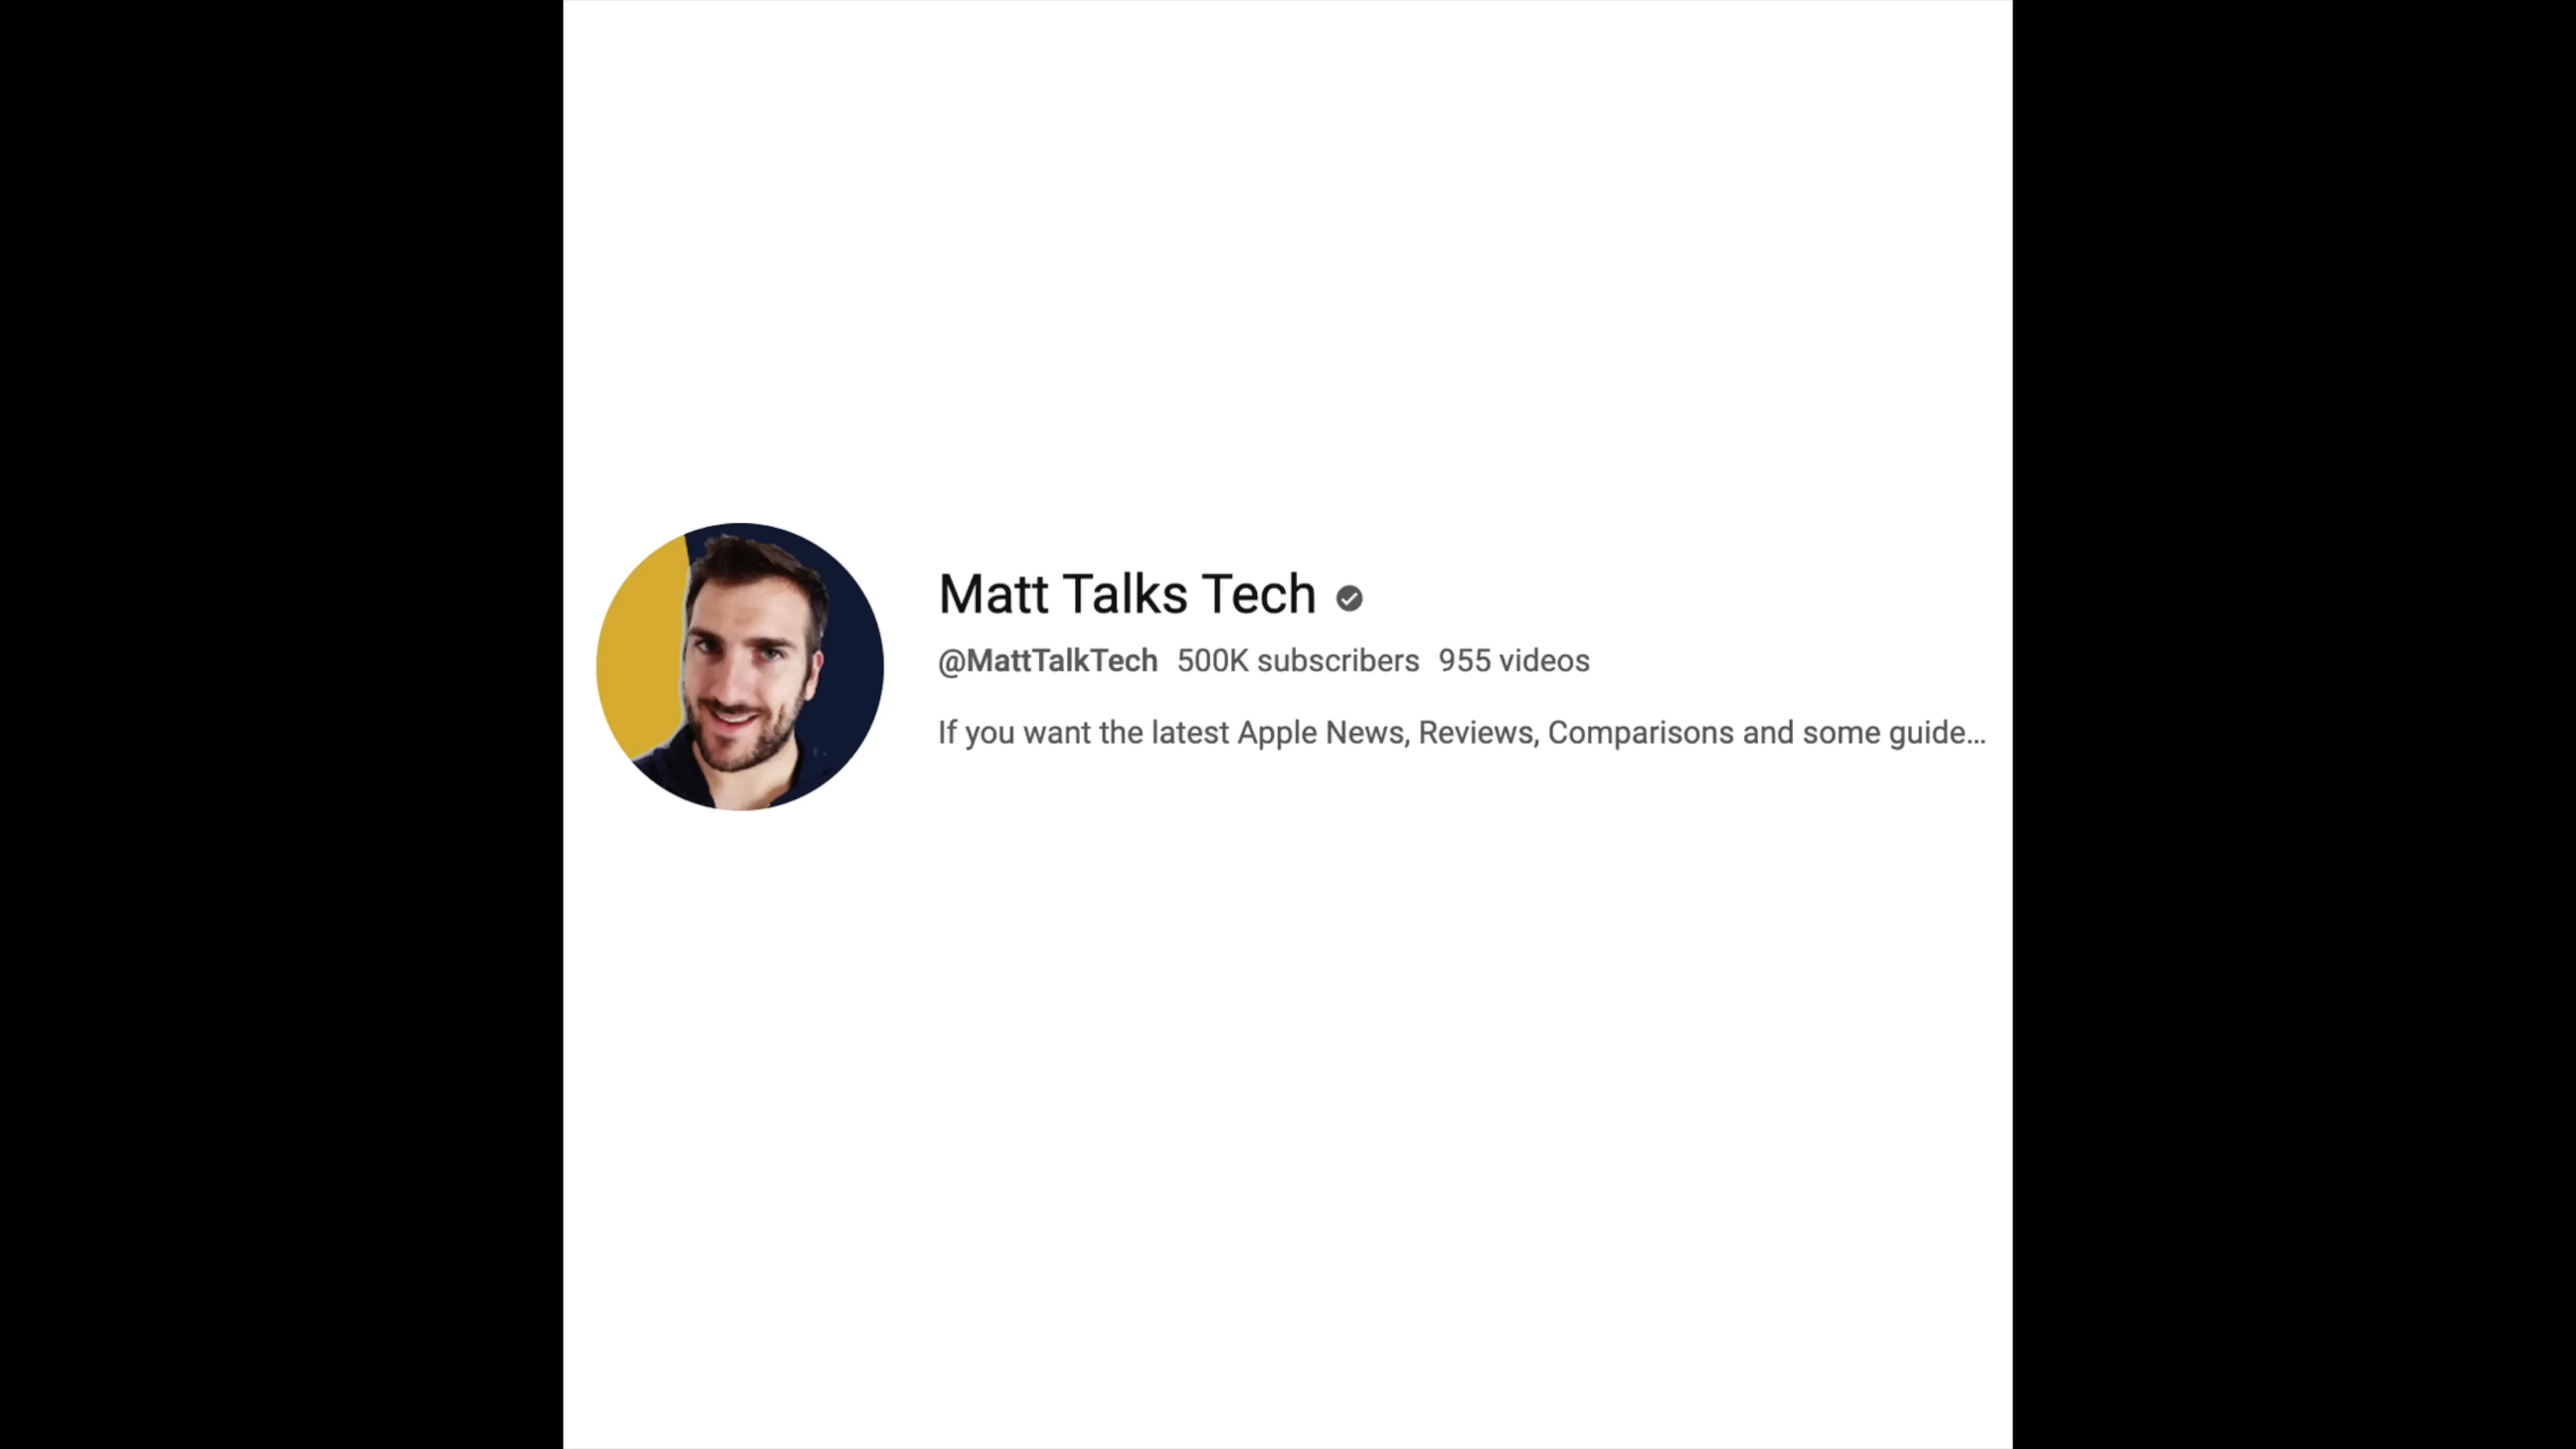 Matt Talks Tech
@MattTalkTech 500K subscribers 955 videos
If you want the latest Apple News, Reviews, Comparisons and some guide...